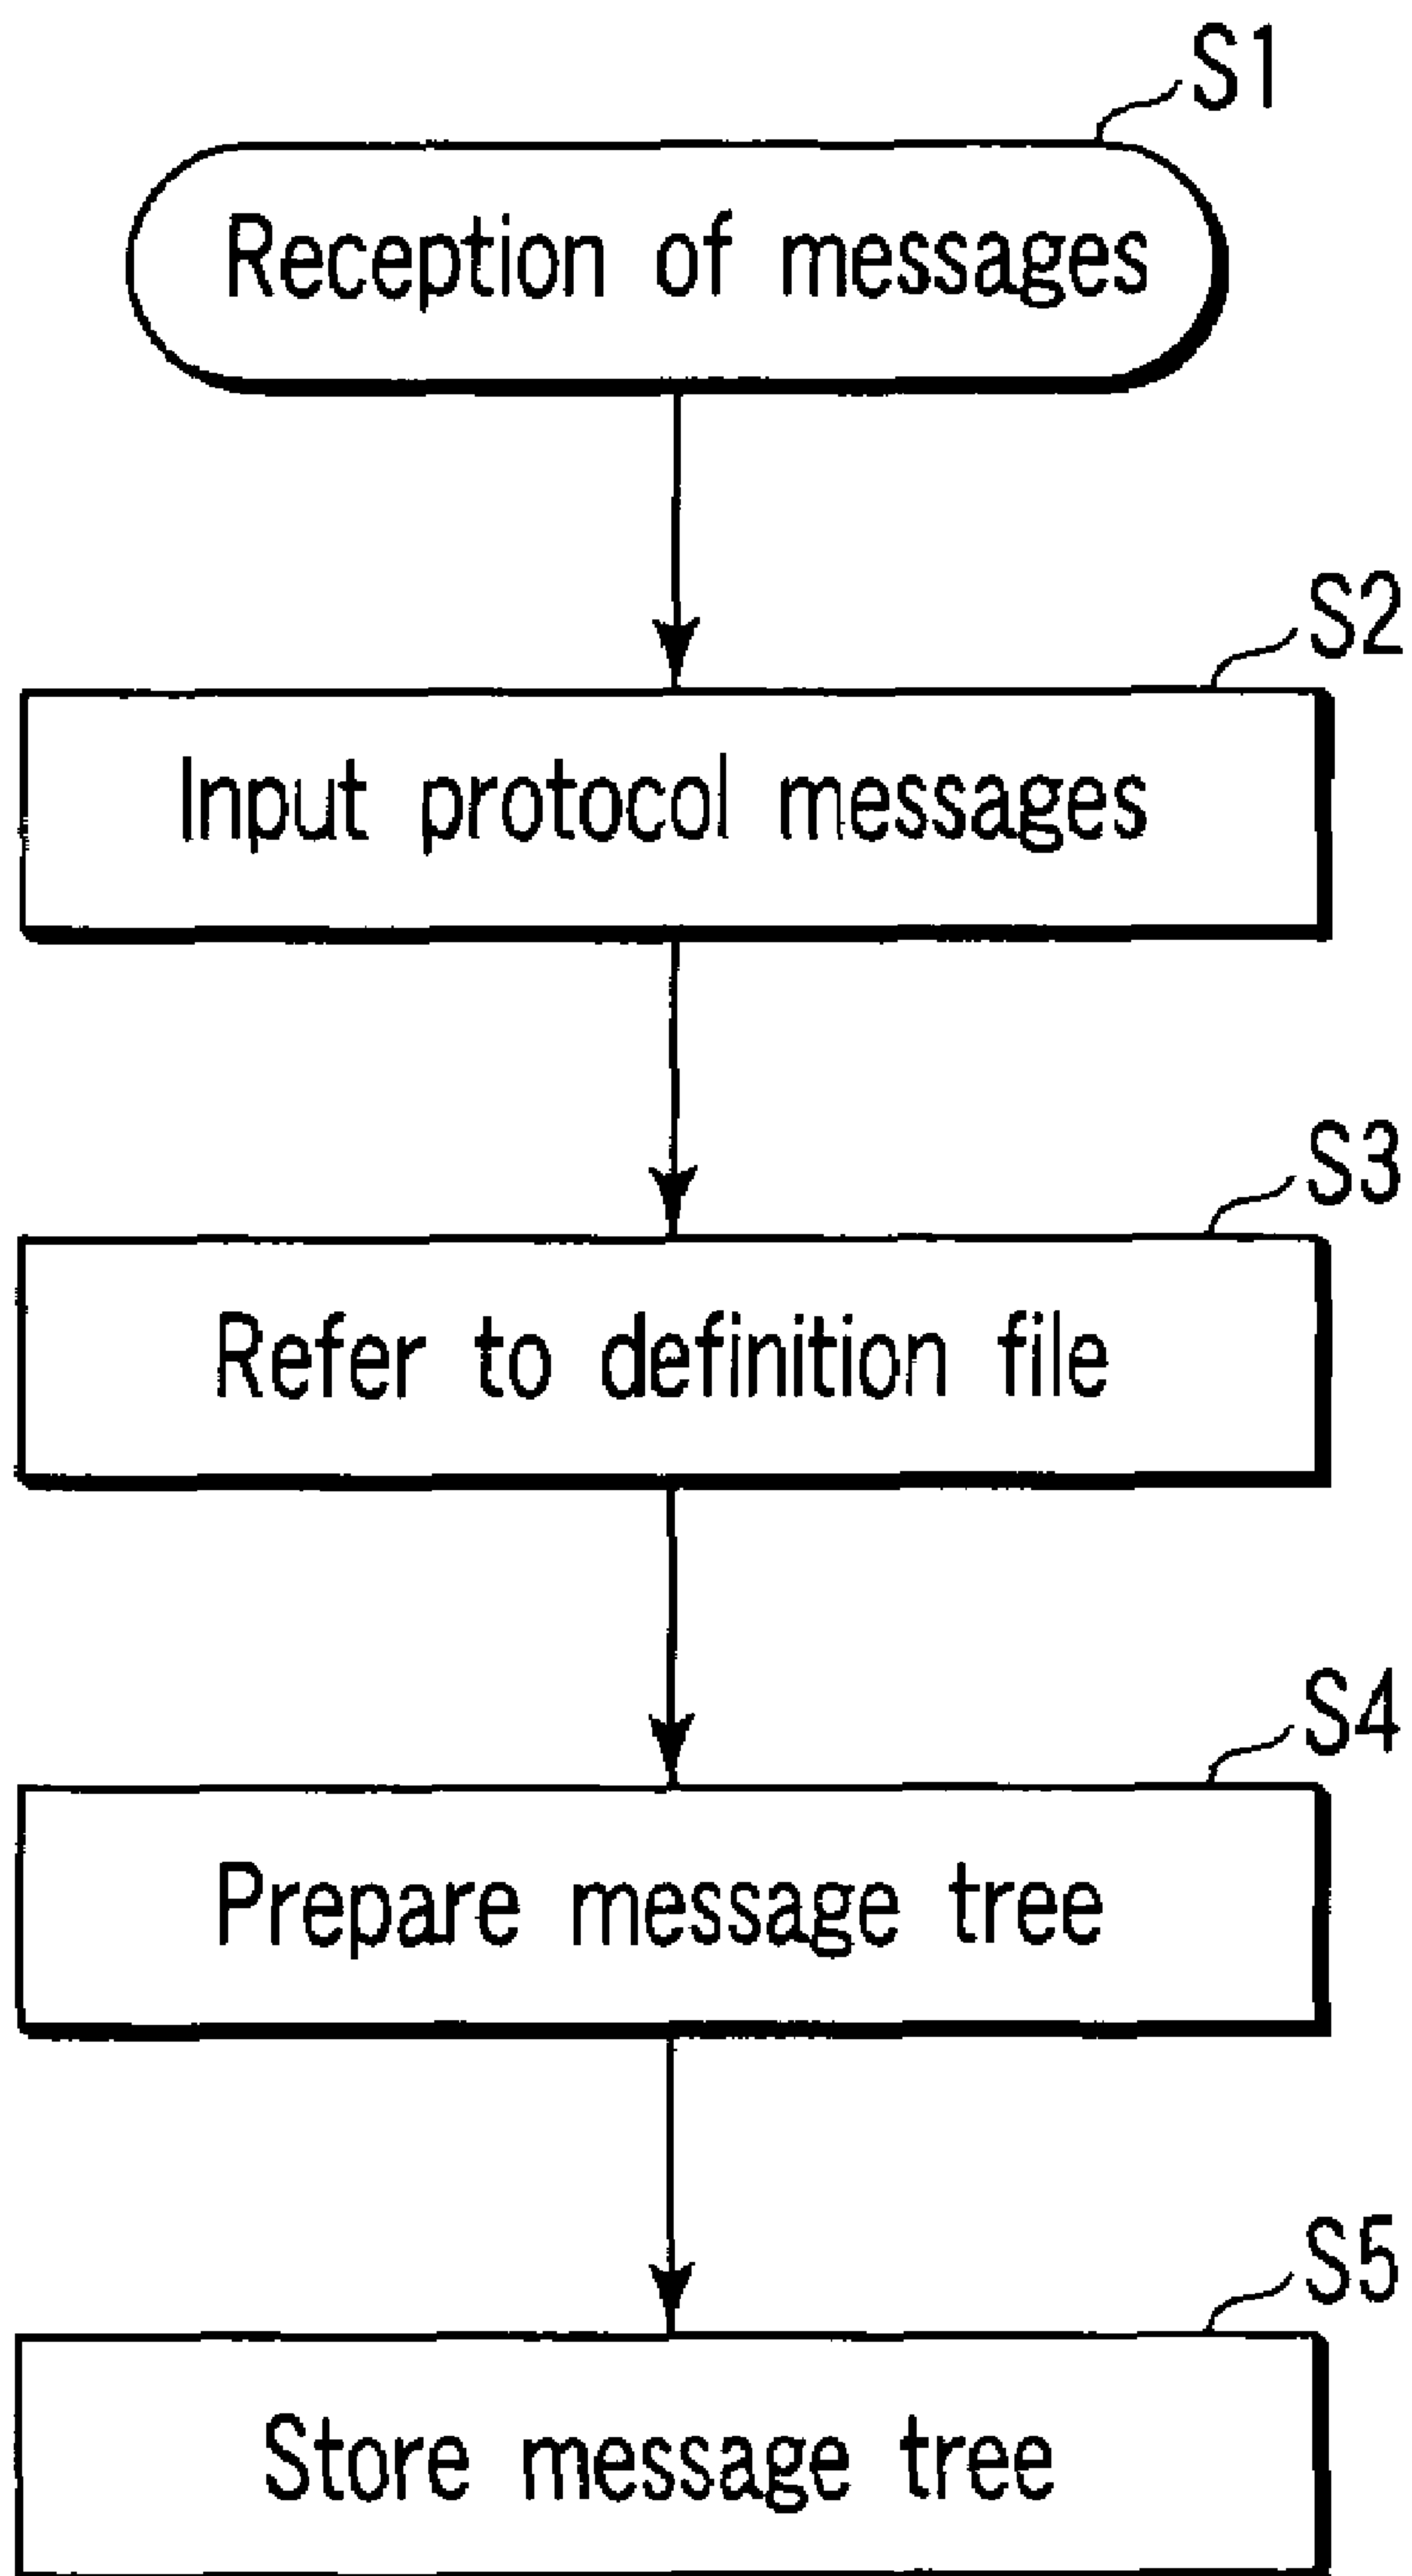 S1
Reception of messages
S2
Input protocol messages
S3
Refer to definition file
S4
Prepare message tree
S5
Store message tree